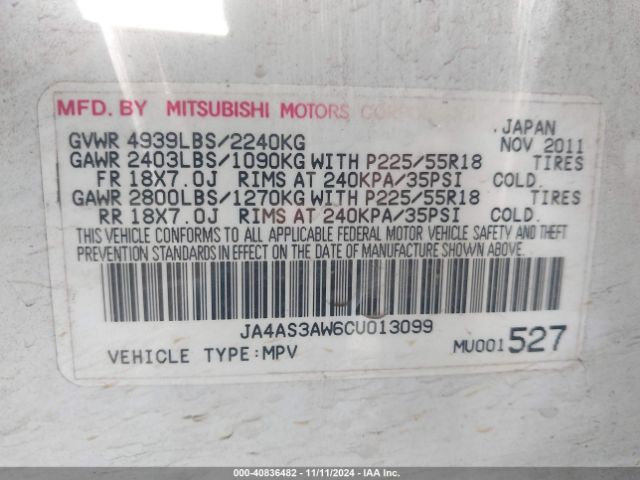 MFD. BY MITSUBISHI MOTORS CORPORATION JAPAN
GVWR 4939LBS/2240KG NOV 2011
GAWR 2403LBS/1090KG WITH P225/55R18 TIRES
FR 18X7.0J RIMS AT 240KPA/35PSI COLD.
GAWR 2800LBS/1270KG WITH P225/55R18 TIRES
RR 18X7.0J RIMS AT 240KPA/35PSI COLD.
THIS VEHICLE CONFORMS TO ALL APPLICABLE FEDERAL MOTOR VEHICLE SAFETY AND THEFT
PREVENTION STANDARDS IN EFFECT ON THE DATE OF MANUFACTURE SHOWN ABOVE.
JA4AS3AW6CU013099
VEHICLE TYPE:MPV MU001527
000-40836482 - 11/11/2024 - IAA Inc.